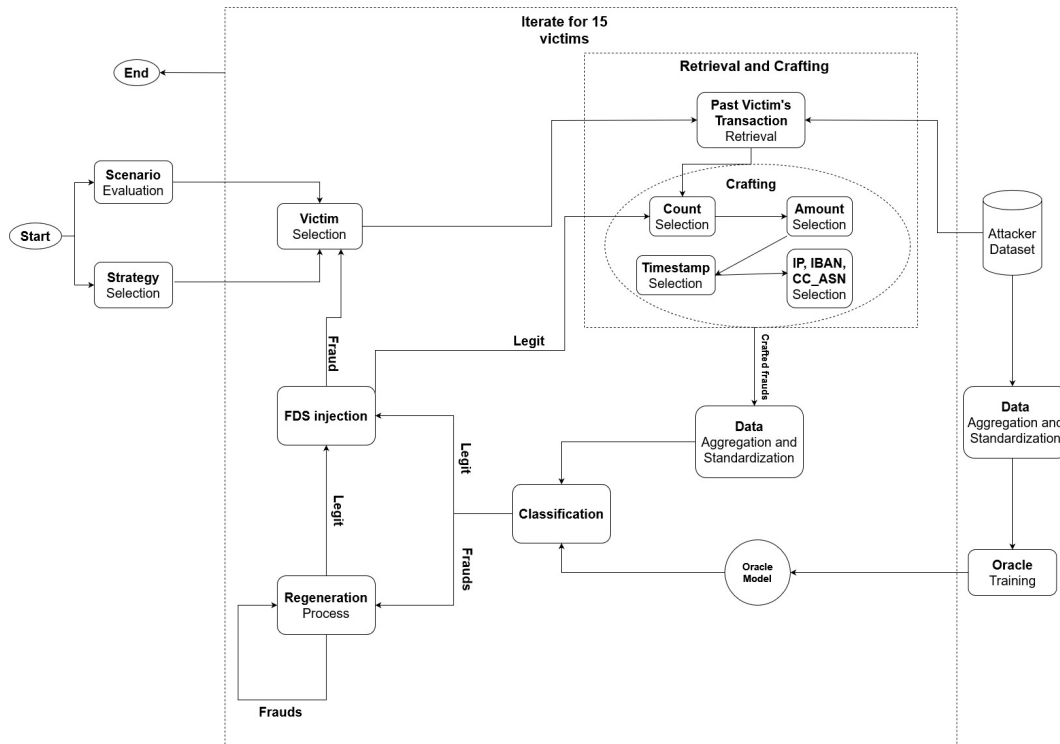 Iterate for 15
victims
End
Retrieval and Crafting
Past Victim's
Transaction
Retrieval
Scenario
Evaluation
Crafting
Start
Victim
Selection
Count
Selection
Amount
Selection
Attacker
Dataset
Strategy
Selection
Timestamp
Selection
IP, IBAN,
CC_ASN
Selection
Fraud
Legit
Crafted frauds
FDS injection
Data
Aggregation and
Standardization
Data
Aggregation and
Standardization
Legit
Legit
Classification
Frauds
Oracle
Model
Oracle
Training
Regeneration
Process
Frauds